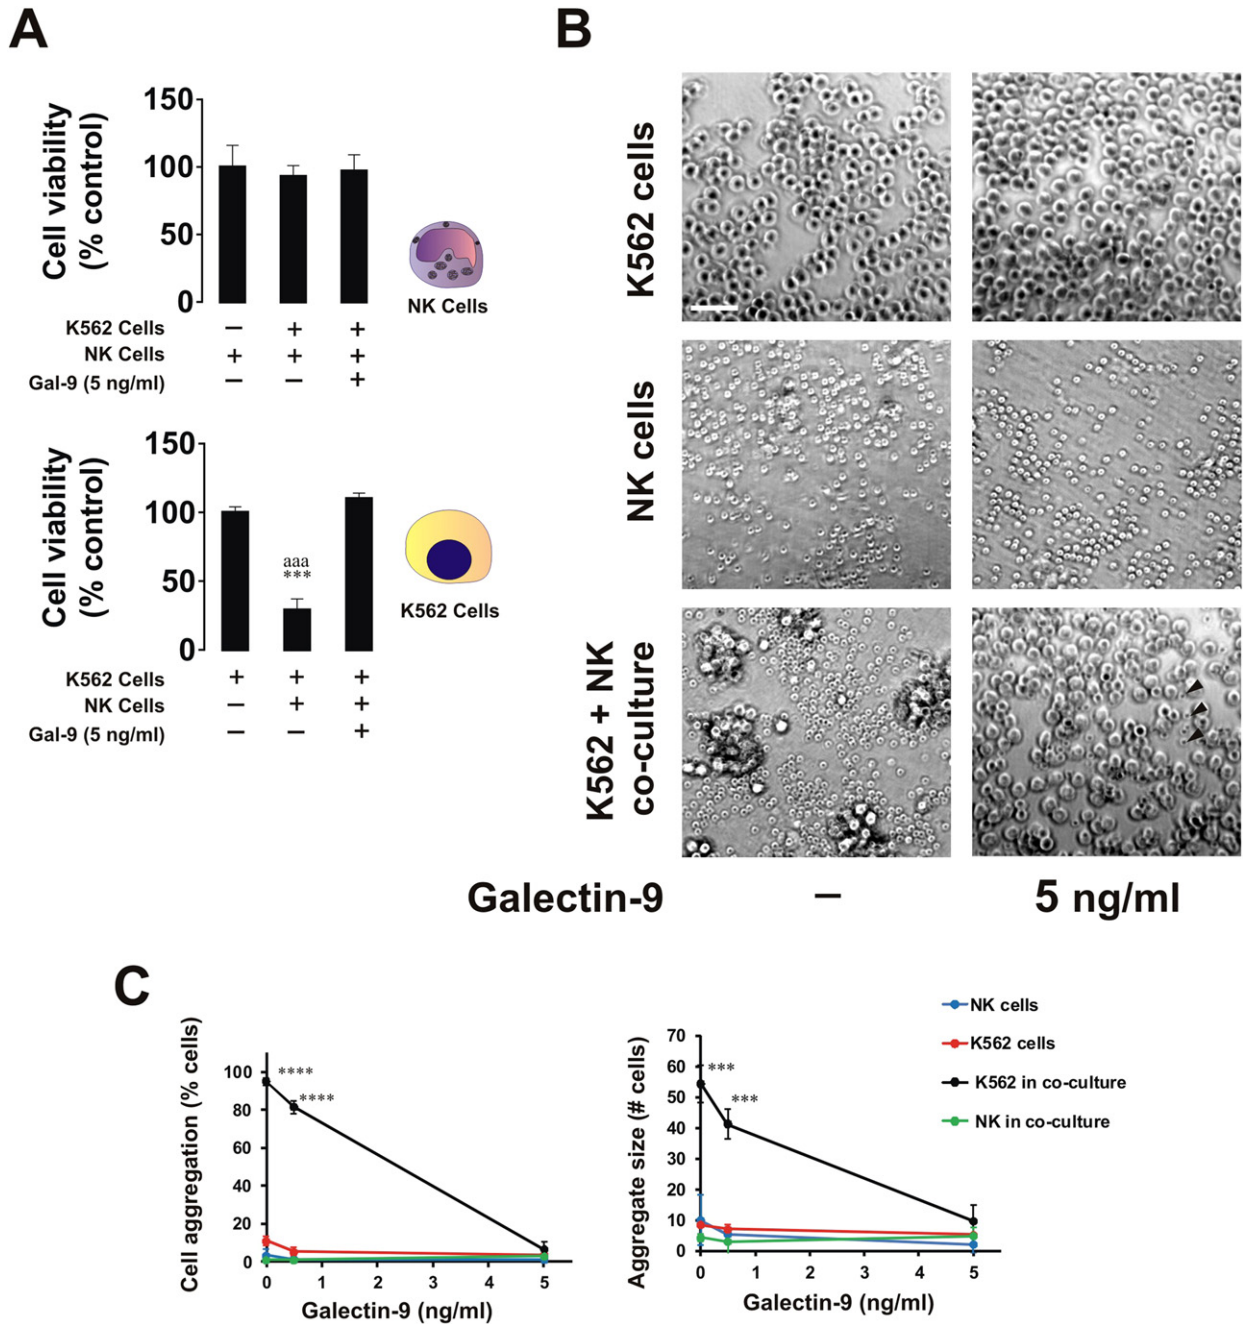 A
Cell viability
(% control)
150
100
50
0
NK Cells
K562 Cells – + +
NK Cells + + +
Gal-9 (5 ng/ml) – – +
Cell viability
(% control)
150
100
50
0
aaa
***
K562 Cells
K562 Cells + + +
NK Cells – + +
Gal-9 (5 ng/ml) – – +
B
K562 cells
NK cells
K562 + NK
co-culture
Galectin-9 – 5 ng/ml
C
Cell aggregation (% cells)
100
80
60
40
20
0
****
****
0 1 2 3 4 5
Galectin-9 (ng/ml)
Aggregate size (# cells)
70
60
50
40
30
20
10
0
***
***
0 1 2 3 4 5
Galectin-9 (ng/ml)
NK cells
K562 cells
K562 in co-culture
NK in co-culture